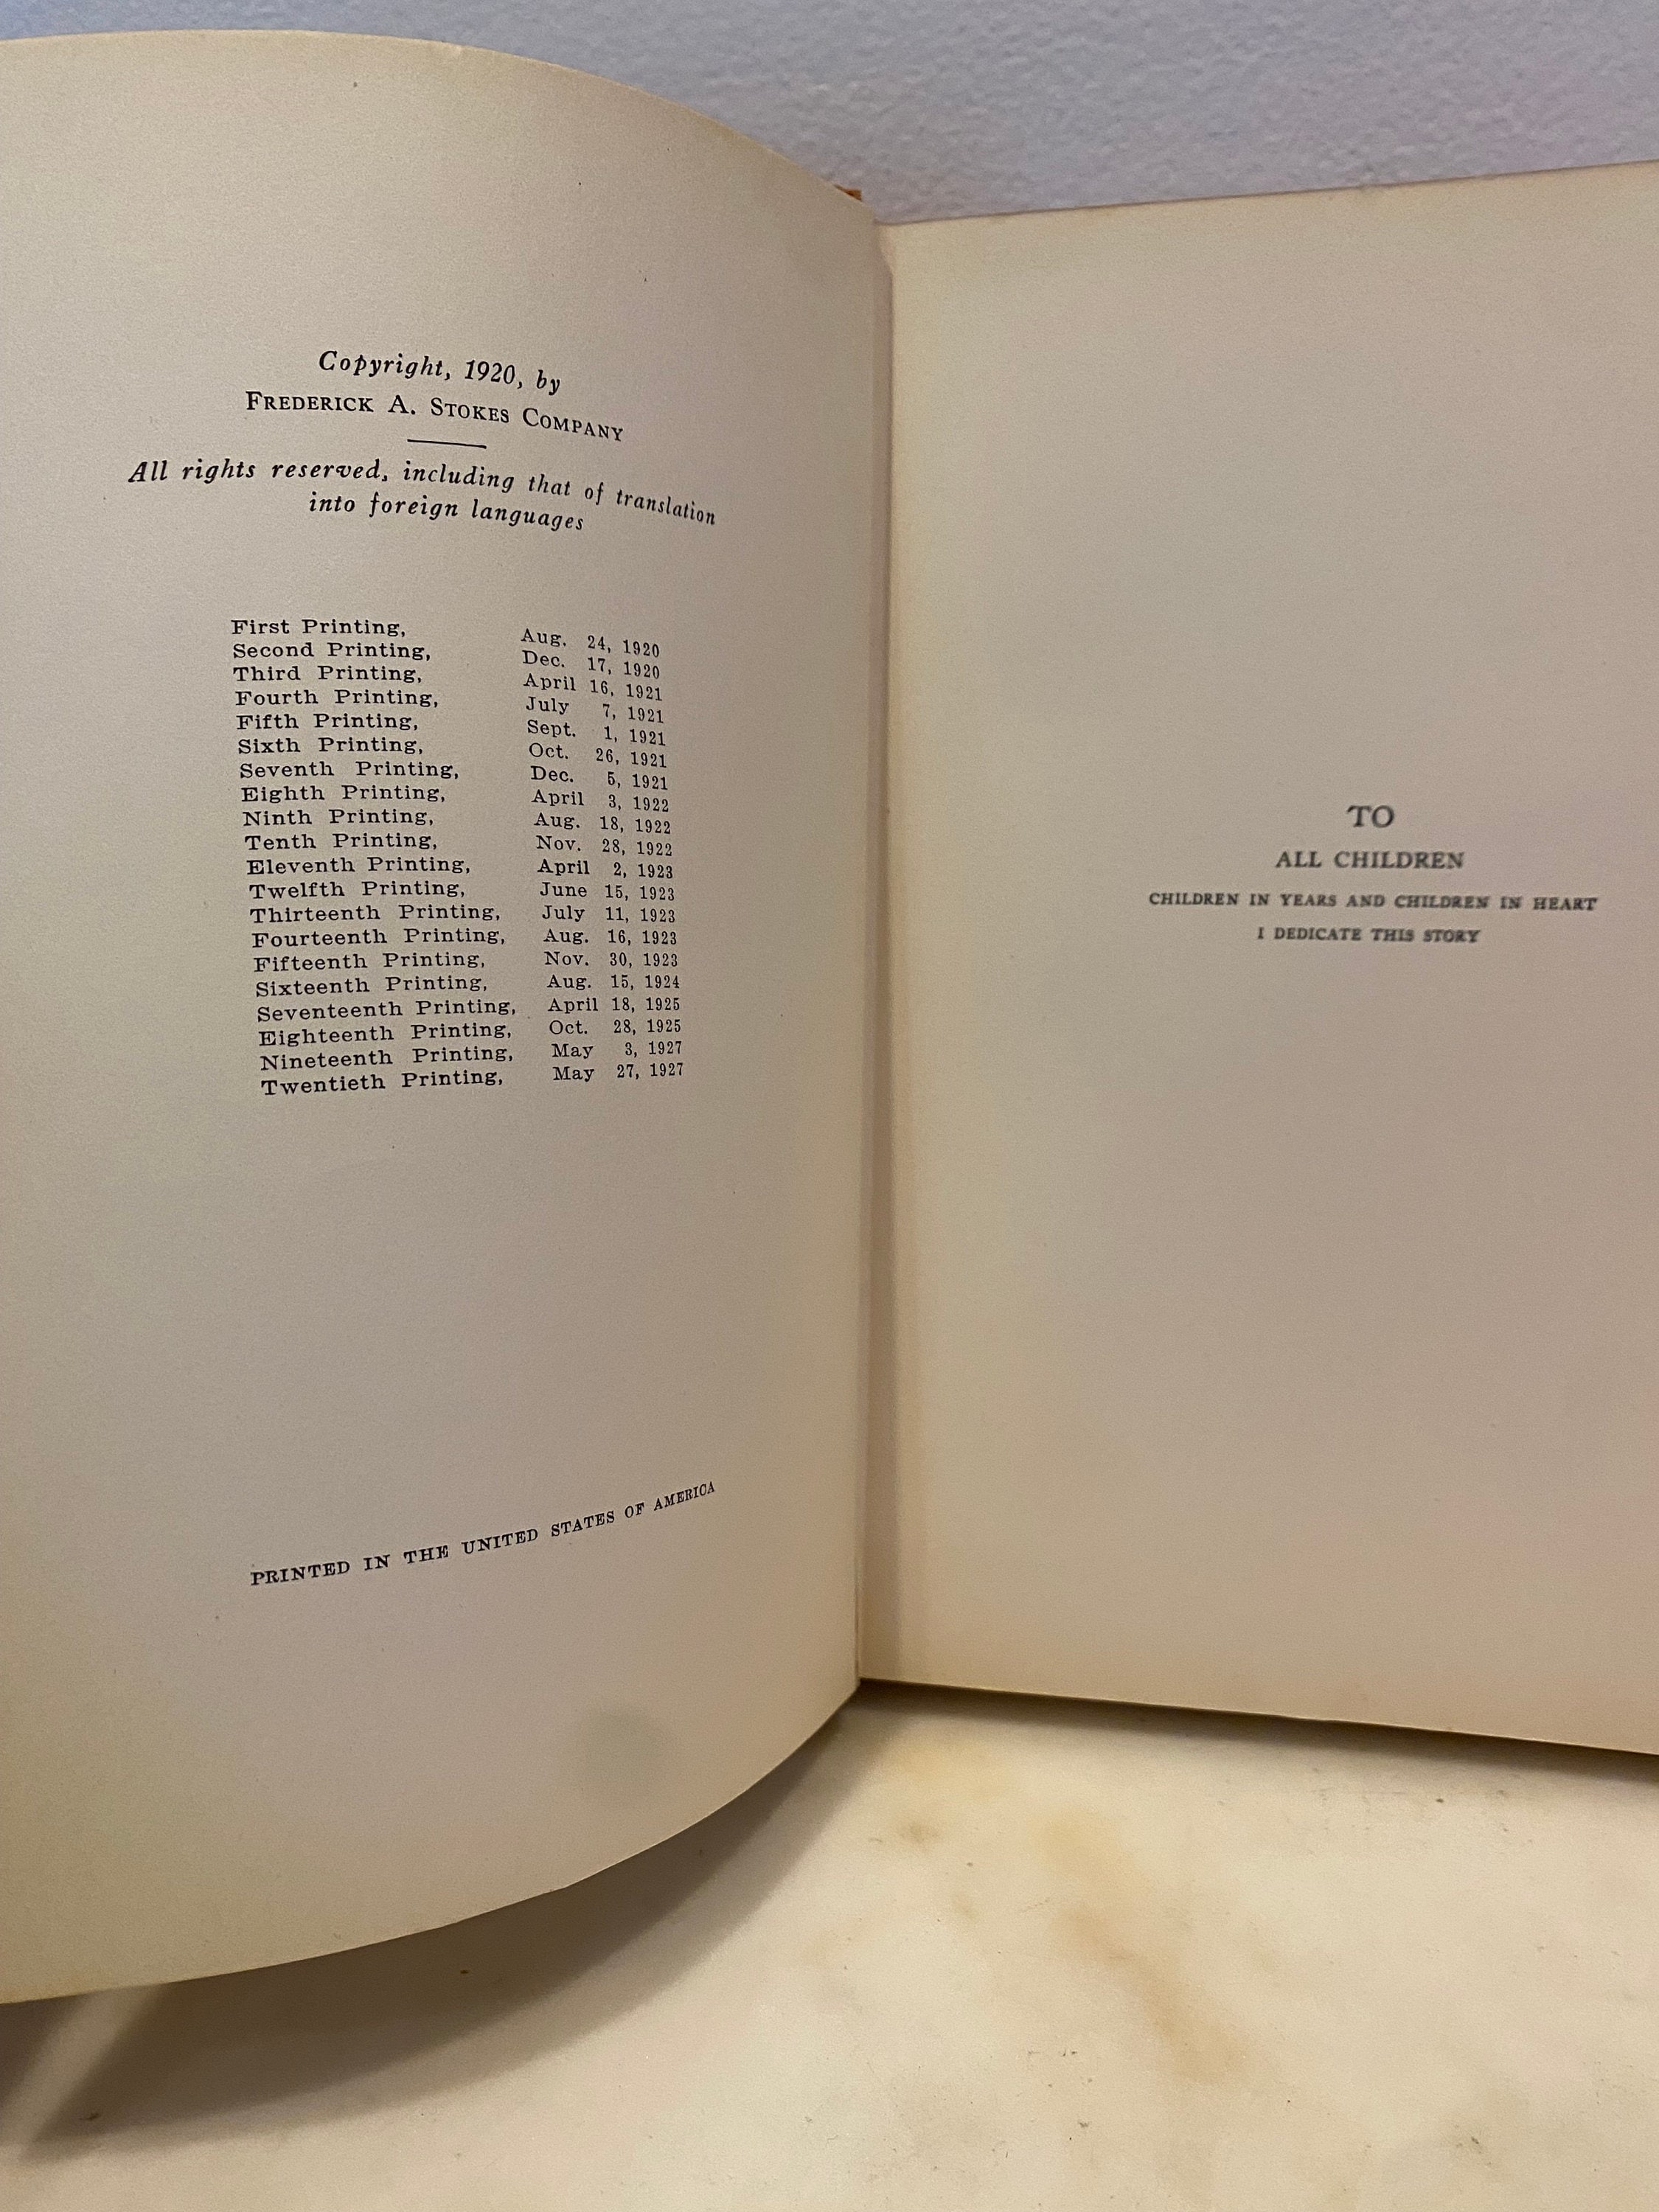 Copyright, 1920, by
FREDERICK A. STOKES COMPANY
All rights reserved, including that of translation
into foreign languages
First Printing, Aug. 24, 1920
Second Printing, Dec. 17, 1920
Third Printing, April 16, 1921
Fourth Printing, July 7, 1921
Fifth Printing, Sept. 1, 1921
Sixth Printing, Oct. 26, 1921
Seventh Printing, Dec. 5, 1921
Eighth Printing, April 3, 1922
Ninth Printing, Aug. 18, 1922
Tenth Printing, Nov. 28, 1922
Eleventh Printing, April 2, 1923
Twelfth Printing, June 15, 1923
Thirteenth Printing, July 11, 1923
Fourteenth Printing, Aug. 16, 1923
Fifteenth Printing, Nov. 30, 1923
Sixteenth Printing, Aug. 15, 1924
Seventeenth Printing, April 18, 1925
Eighteenth Printing, Oct. 28, 1925
Nineteenth Printing, May 3, 1927
Twentieth Printing, May 27, 1927
PRINTED IN THE UNITED STATES OF AMERICA
TO
ALL CHILDREN
CHILDREN IN YEARS AND CHILDREN IN HEART
I DEDICATE THIS STORY